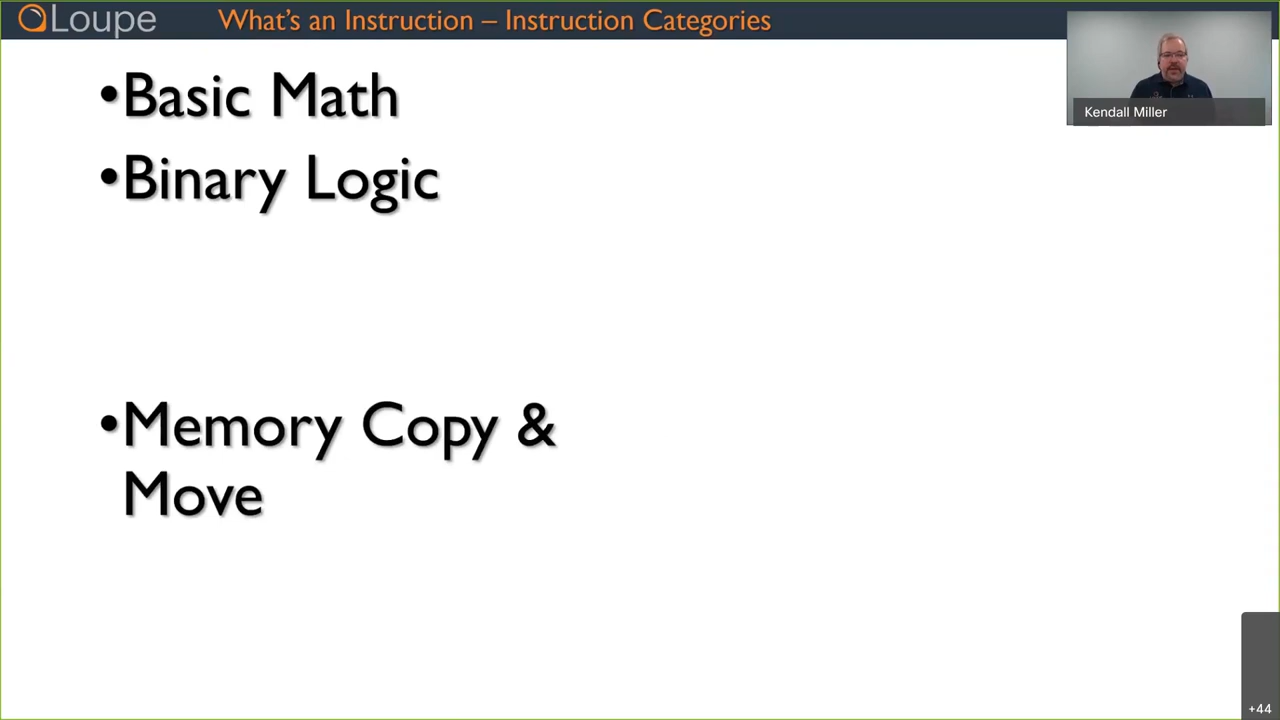 Loupe
What's an Instruction – Instruction Categories
Kendall Miller
•Basic Math
•Binary Logic
•Memory Copy &
Move
+44